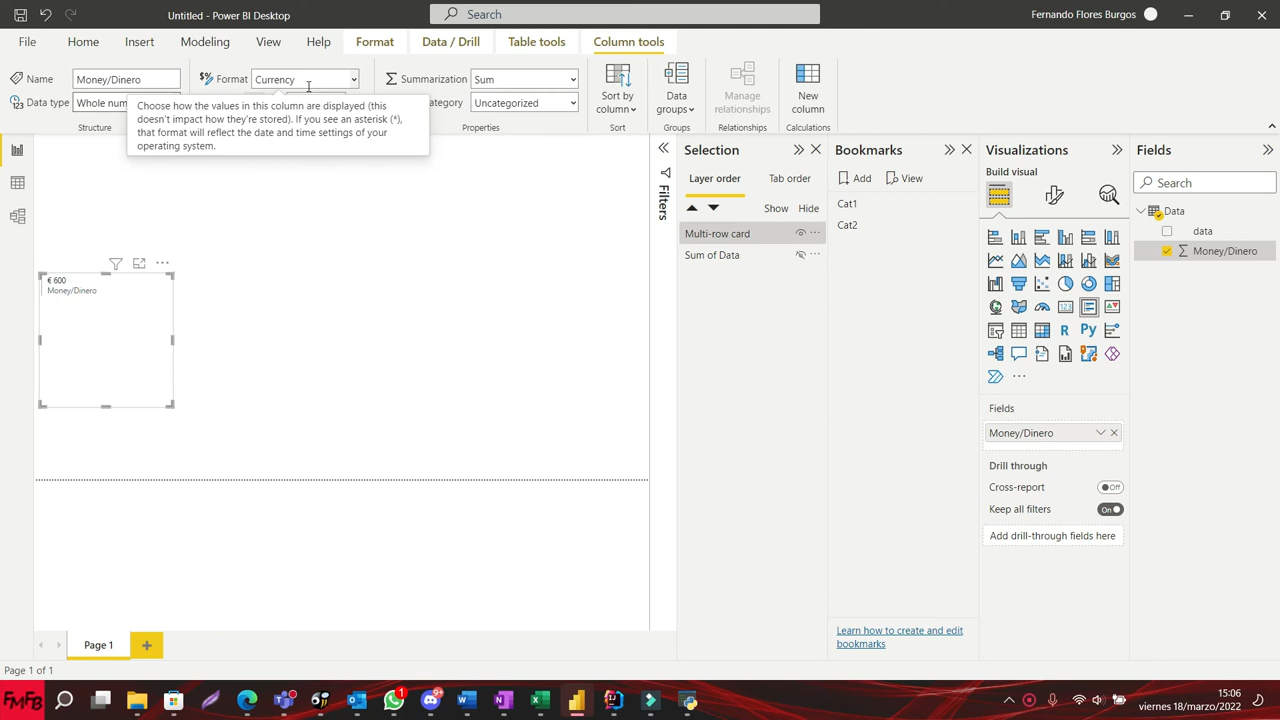 Untitled - Power BI Desktop
Search
Fernando Flores Burgos
File
Home
Insert
Modeling
View
Help
Format
Data / Drill
Table tools
Column tools
Name
Money/Dinero
Format
Currency
Summarization
Sum
Data type
Whole num
Uncategorized
Sort by
column
Data
groups
Manage
relationships
New
column
Structure
Properties
Sort
Groups
Relationships
Calculations
Choose how the values in this column are displayed (this
doesn't impact how they're stored). If you see an asterisk (*),
that format will reflect the date and time settings of your
operating system.
€ 600
Money/Dinero
Filters
Selection
Layer order
Tab order
Show
Hide
Multi-row card
Sum of Data
Bookmarks
Add
View
Cat1
Cat2
Learn how to create and edit
bookmarks
Visualizations
Build visual
R
Py
Fields
Money/Dinero
Drill through
Cross-report
Off
Keep all filters
On
Add drill-through fields here
Fields
Search
Data
data
Money/Dinero
Page 1
Page 1 of 1
FMFB
15:06
viernes 18/marzo/2022